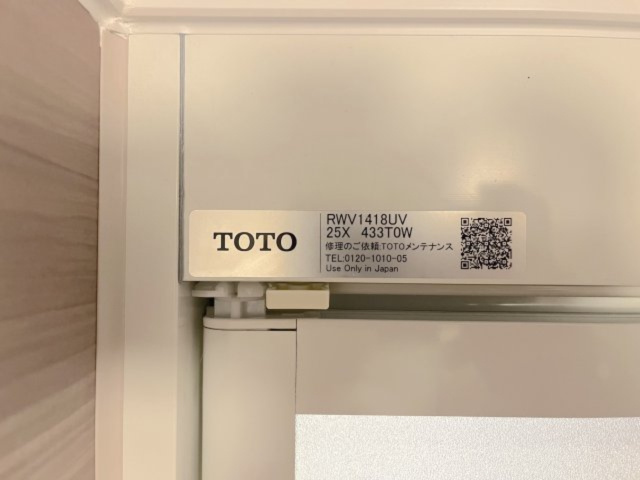 TOTO
RWV1418UV
25X 433T0W
修理のご依頼:TOTOメンテナンス
TEL:0120-1010-05
Use Only in Japan